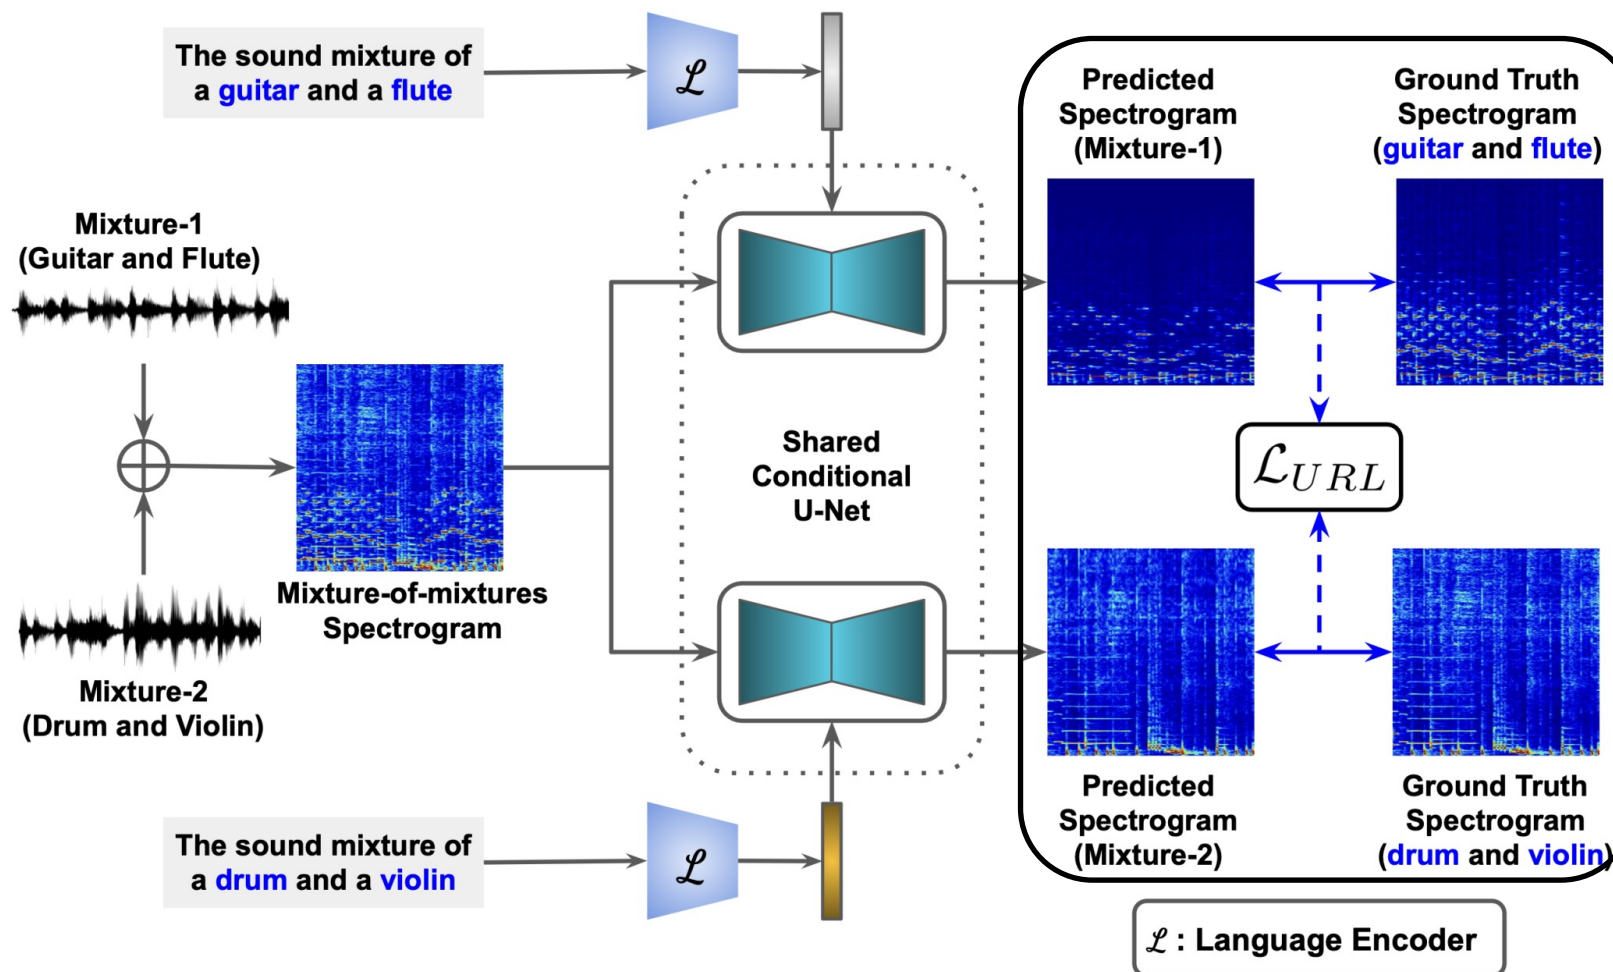 The sound mixture of
a guitar and a flute
ℒ
Predicted
Spectrogram
(Mixture-1)
Ground Truth
Spectrogram
(guitar and flute)
Mixture-1
(Guitar and Flute)
Shared
Conditional
U-Net
ℒURL
Mixture-of-mixtures
Spectrogram
Mixture-2
(Drum and Violin)
Predicted
Spectrogram
(Mixture-2)
Ground Truth
Spectrogram
(drum and violin)
The sound mixture of
a drum and a violin
ℒ
ℒ : Language Encoder